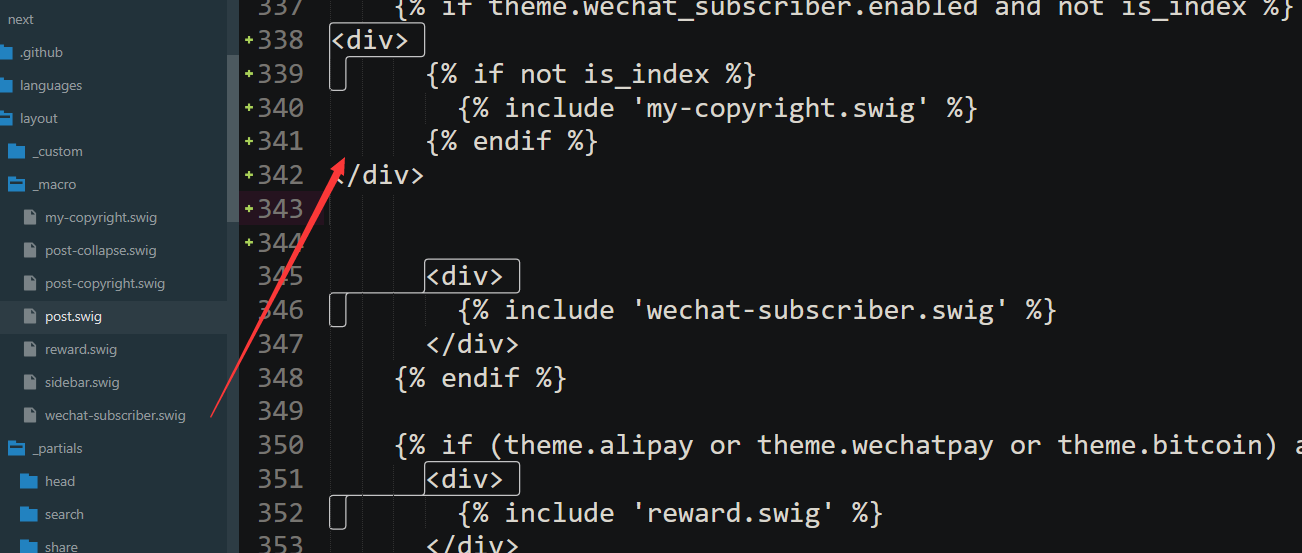 next
.github
languages
layout
_custom
_macro
my-copyright.swig
post-collapse.swig
post-copyright.swig
post.swig
reward.swig
sidebar.swig
wechat-subscriber.swig
_partials
head
search
share
337 {% if theme.wechat_subscriber.enabled and not is_index %}
338 <div>
339 {% if not is_index %}
340 {% include 'my-copyright.swig' %}
341 {% endif %}
342 </div>
343
344
345 <div>
346 {% include 'wechat-subscriber.swig' %}
347 </div>
348 {% endif %}
349
350 {% if (theme.alipay or theme.wechatpay or theme.bitcoin) a
351 <div>
352 {% include 'reward.swig' %}
353 </div>